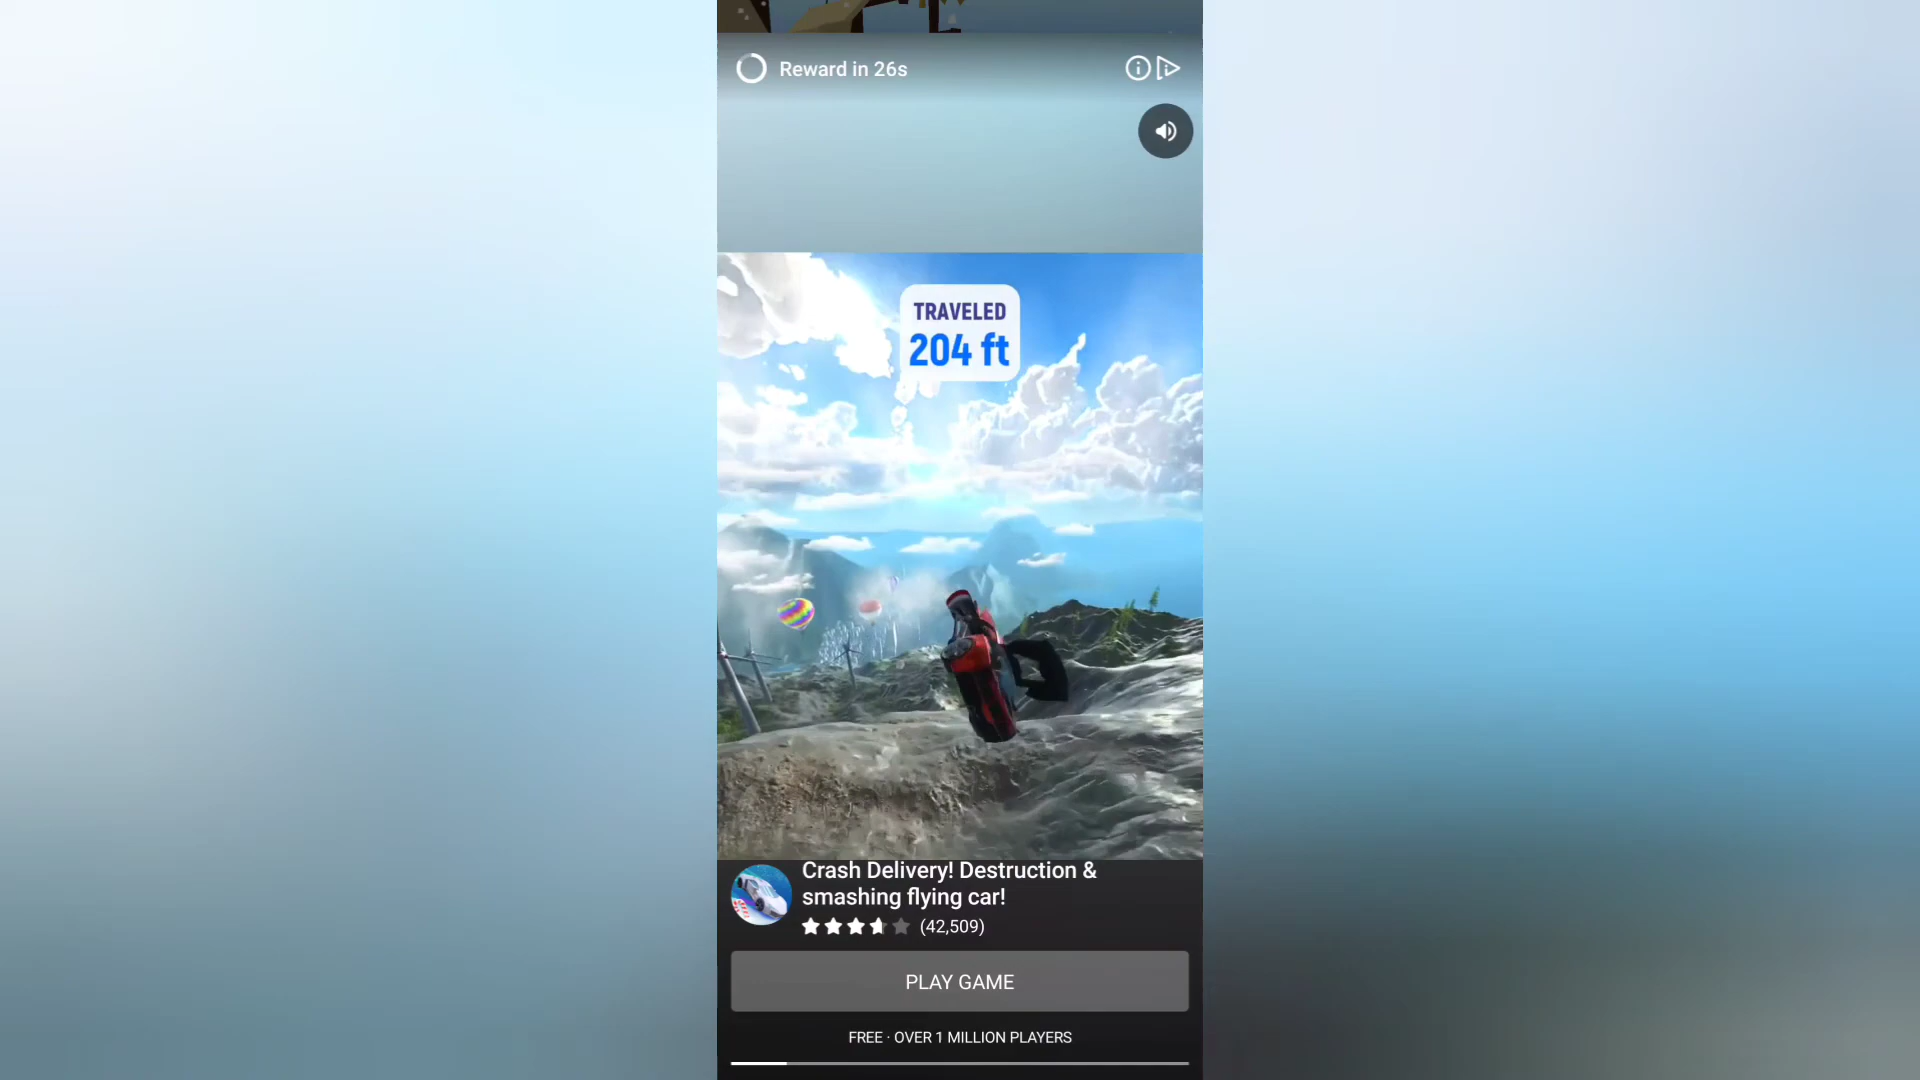 Reward in 26s
TRAVELED
204 ft
Crash Delivery! Destruction &
smashing flying car!
(42,509)
PLAY GAME
FREE · OVER 1 MILLION PLAYERS